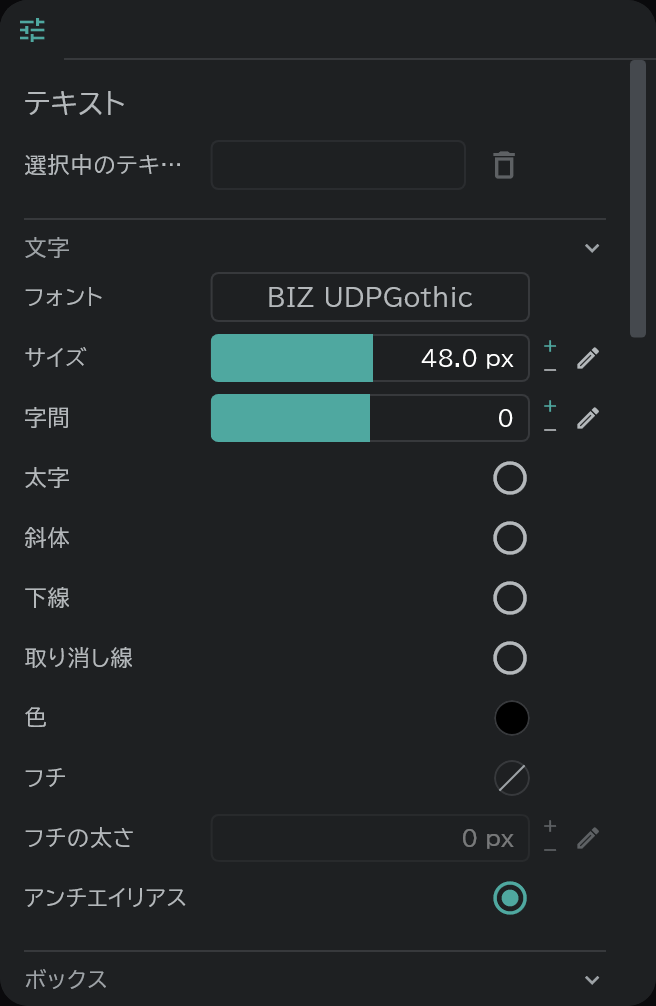 テキスト
選択中のテキ…
文字
フォント
BIZ UDPGothic
サイズ
48.0 px
字間
0
太字
斜体
下線
取り消し線
色
フチ
フチの太さ
0 px
アンチエイリアス
ボックス